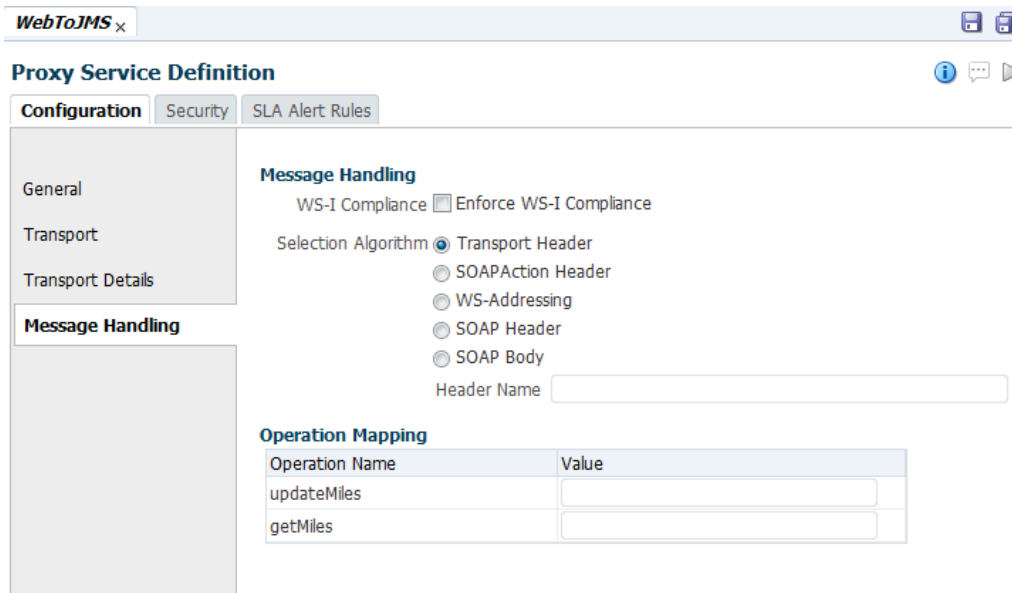 WebToJMS x
Proxy Service Definition
Configuration Security SLA Alert Rules
General
Transport
Transport Details
Message Handling
Message Handling
WS-I Compliance Enforce WS-I Compliance
Selection Algorithm Transport Header
SOAPAction Header
WS-Addressing
SOAP Header
SOAP Body
Header Name
Operation Mapping
Operation Name Value
updateMiles
getMiles